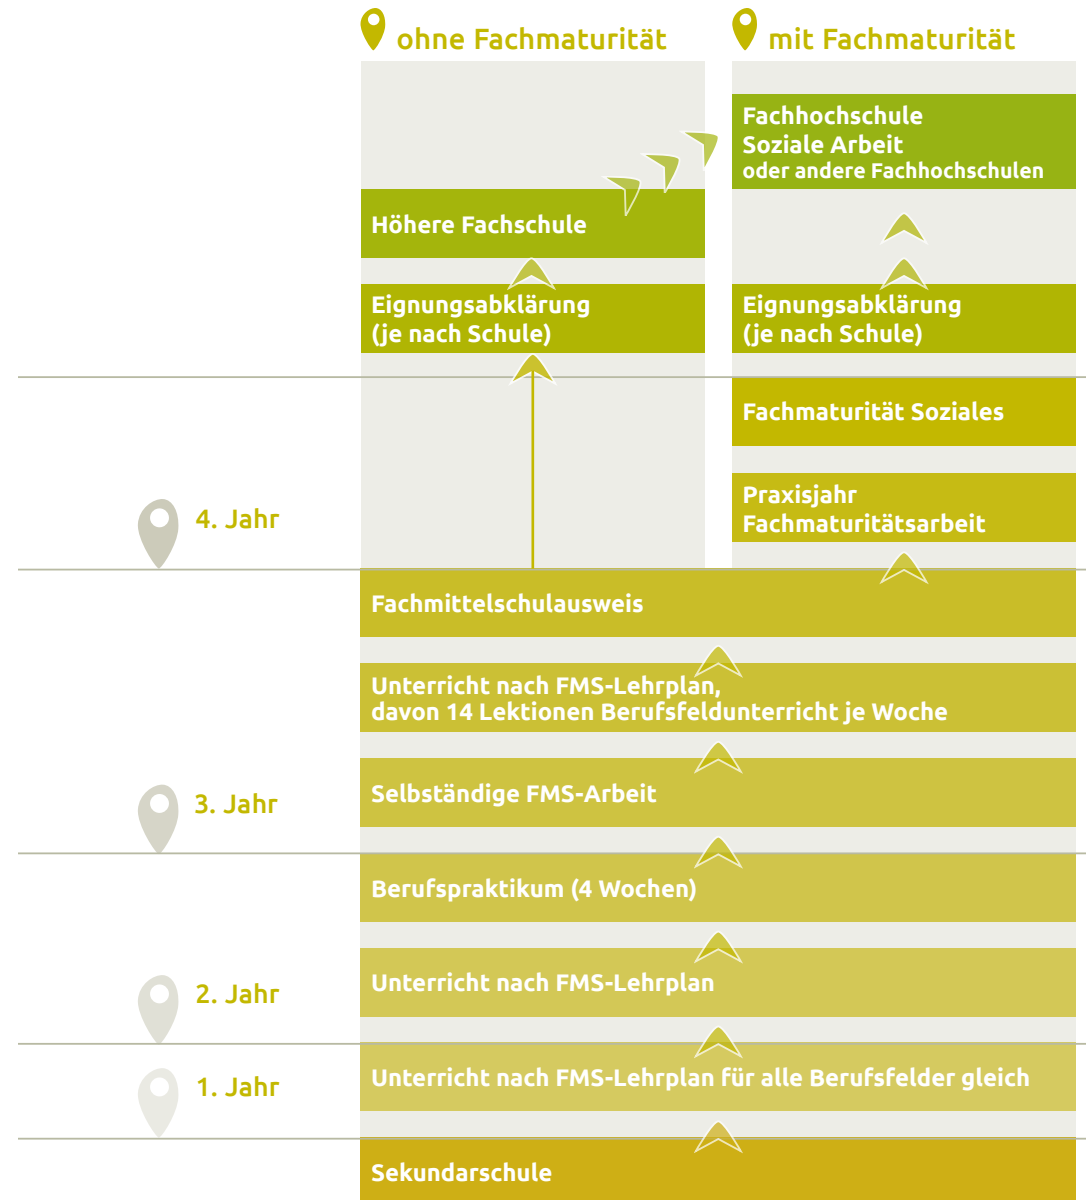 ohne Fachmaturität
mit Fachmaturität
Fachhochschule
Soziale Arbeit
oder andere Fachhochschulen
Höhere Fachschule
Eignungsabklärung
(je nach Schule)
Eignungsabklärung
(je nach Schule)
Fachmaturität Soziales
Praxisjahr
Fachmaturitätsarbeit
4. Jahr
Fachmittelschulausweis
Unterricht nach FMS-Lehrplan,
davon 14 Lektionen Berufsfeldunterricht je Woche
Selbständige FMS-Arbeit
3. Jahr
Berufspraktikum (4 Wochen)
Unterricht nach FMS-Lehrplan
2. Jahr
Unterricht nach FMS-Lehrplan für alle Berufsfelder gleich
1. Jahr
Sekundarschule